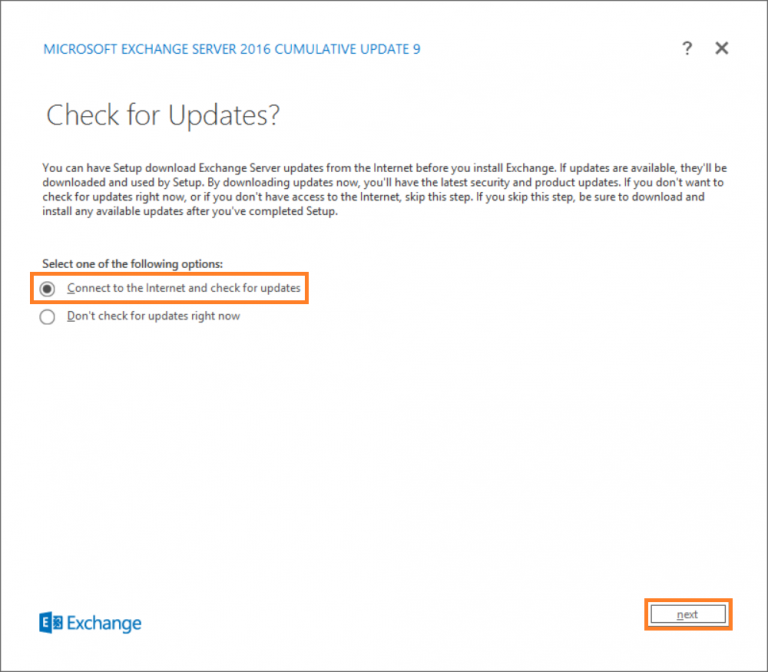 MICROSOFT EXCHANGE SERVER 2016 CUMULATIVE UPDATE 9
?
Check for Updates?
You can have Setup download Exchange Server updates from the Internet before you install Exchange. If updates are available, they'll be
downloaded and used by Setup. By downloading updates now, you'll have the latest security and product updates. If you don't want to
check for updates right now, or if you don't have access to the Internet, skip this step. If you skip this step, be sure to download and
install any available updates after you've completed Setup.
Select one of the following options:
Connect to the Internet and check for updates
Don't check for updates right now
next
E Exchange